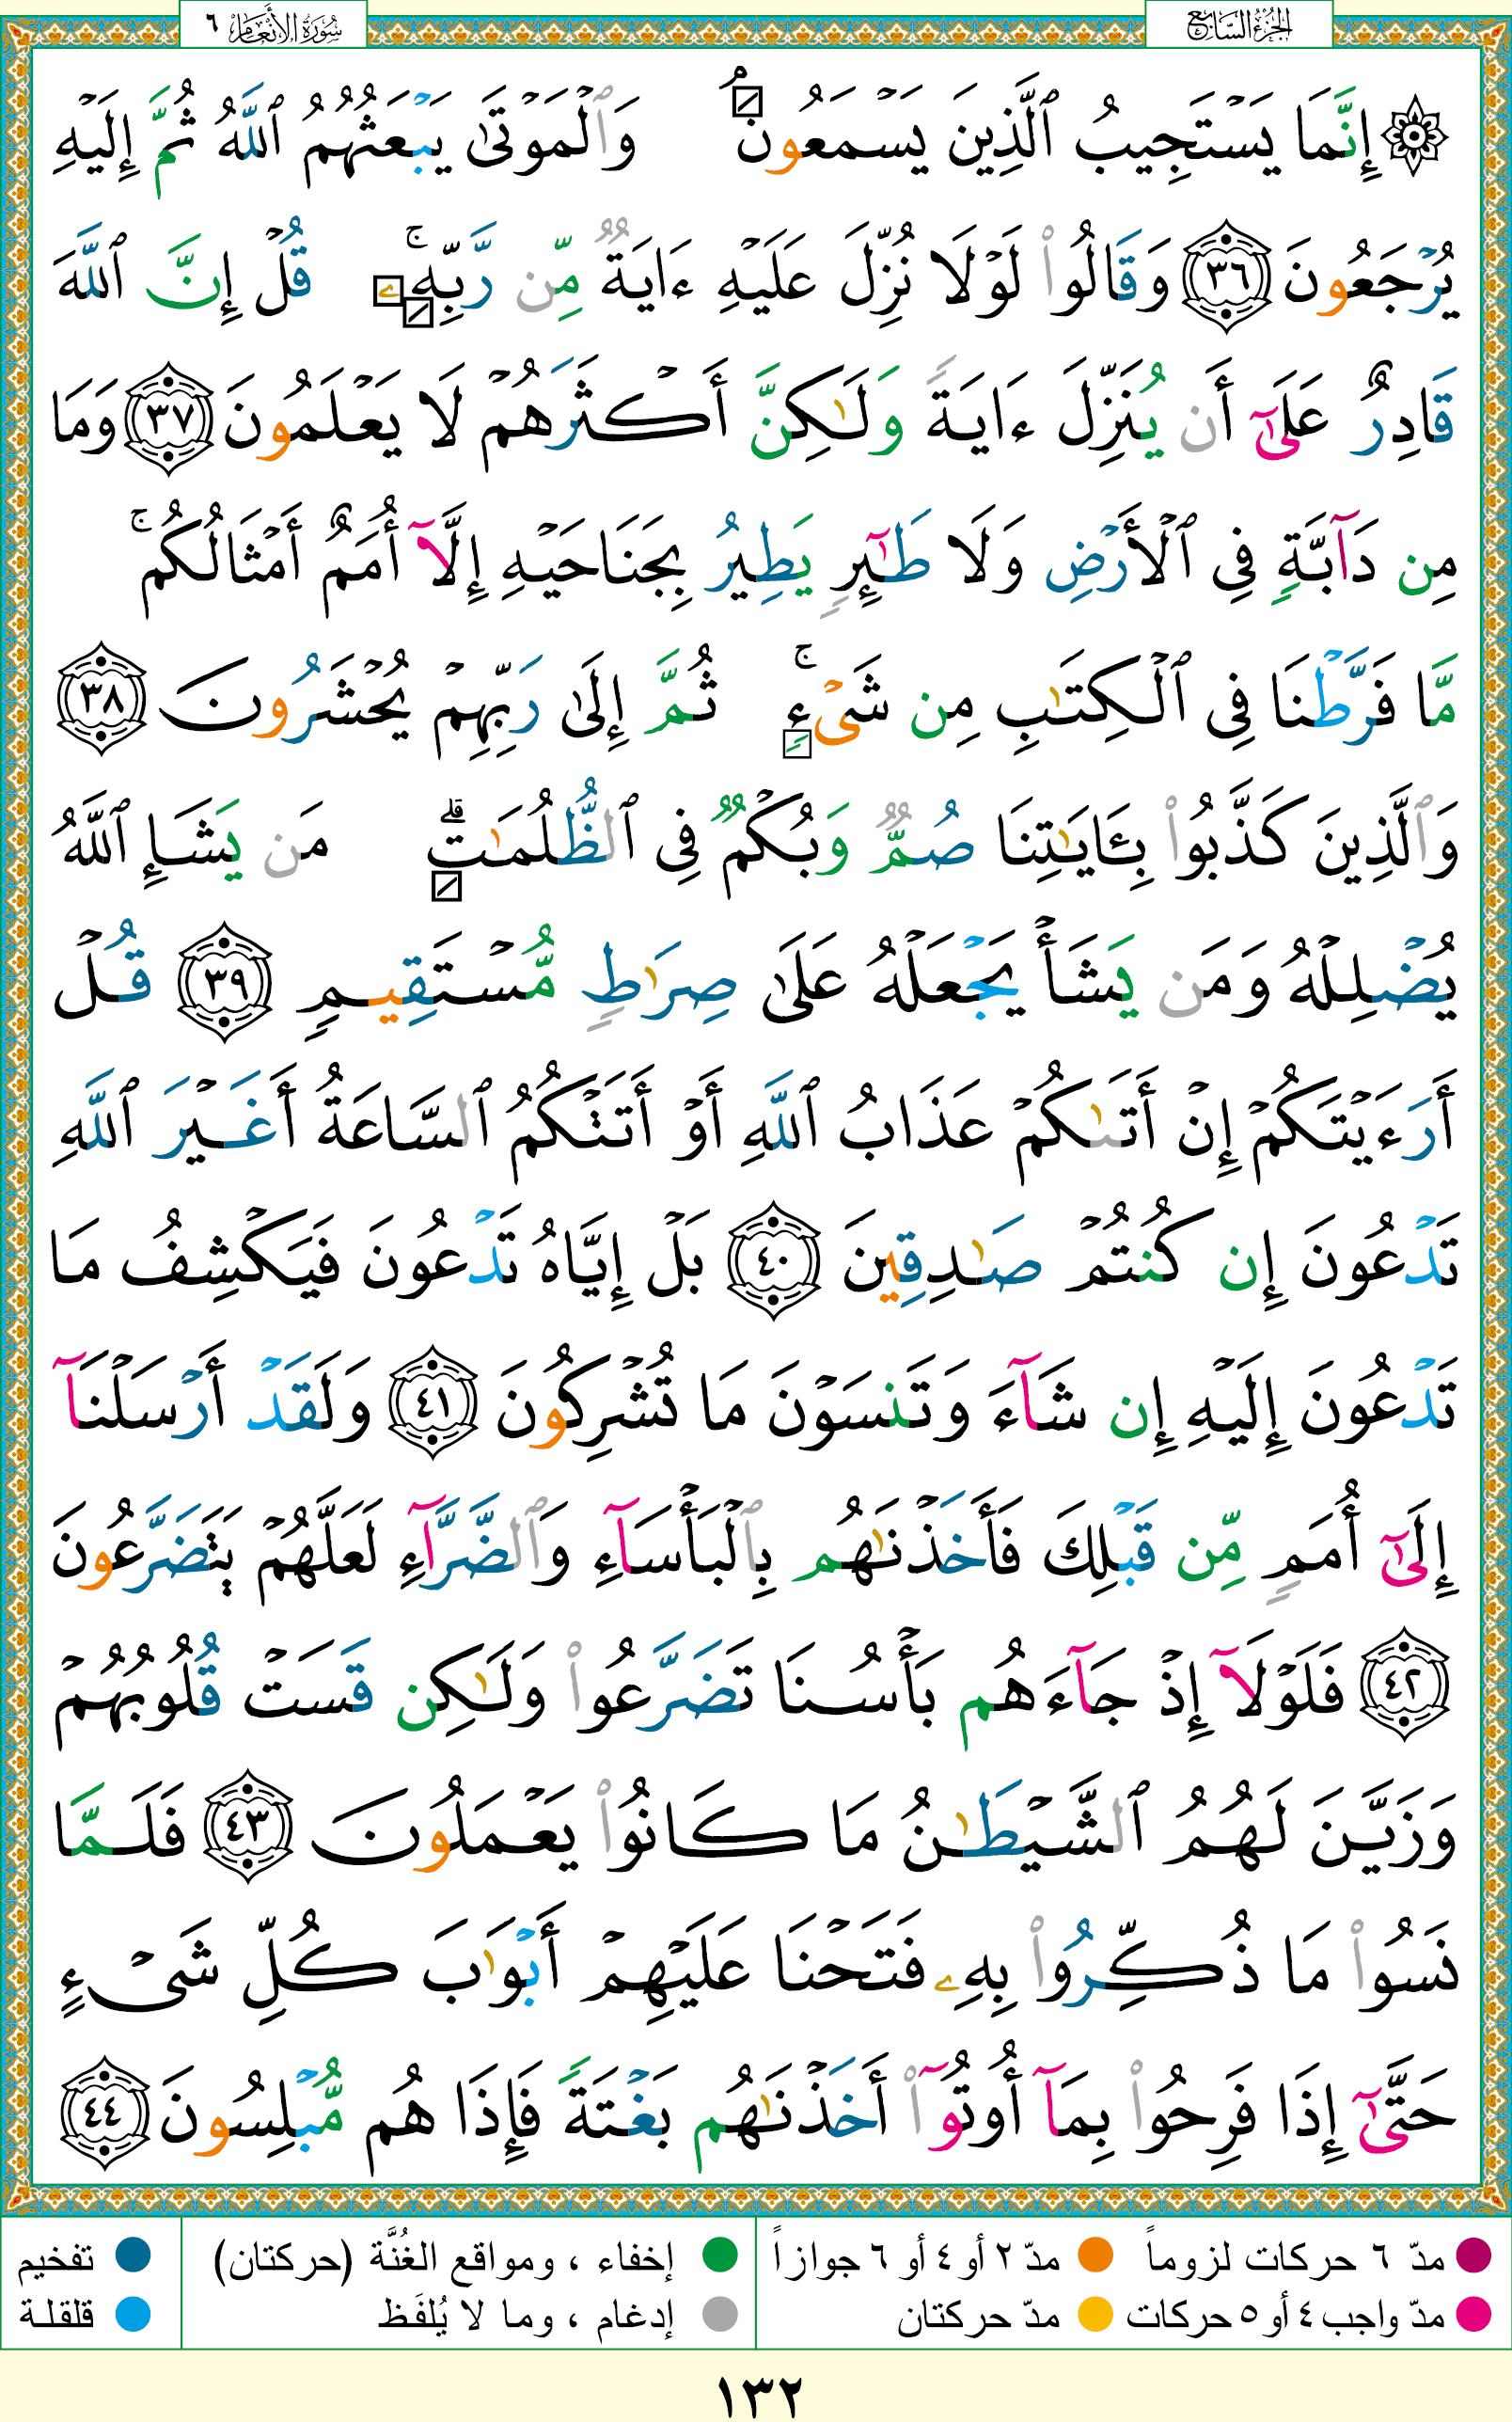 الجزء السابع
سورة الأنعام ٦
۞ إِنَّمَا يَسْتَجِيبُ ٱلَّذِينَ يَسْمَعُونَ ۘ وَٱلْمَوْتَىٰ يَبْعَثُهُمُ ٱللَّهُ ثُمَّ إِلَيْهِ
يُرْجَعُونَ ﴿٣٦﴾ وَقَالُوا۟ لَوْلَا نُزِّلَ عَلَيْهِ ءَايَةٌ مِّن رَّبِّهِۦ ۚ قُلْ إِنَّ ٱللَّهَ
قَادِرٌ عَلَىٰٓ أَن يُنَزِّلَ ءَايَةً وَلَـٰكِنَّ أَكْثَرَهُمْ لَا يَعْلَمُونَ ﴿٣٧﴾ وَمَا
مِن دَآبَّةٍ فِى ٱلْأَرْضِ وَلَا طَـٰٓئِرٍ يَطِيرُ بِجَنَاحَيْهِ إِلَّآ أُمَمٌ أَمْثَالُكُم ۚ
مَّا فَرَّطْنَا فِى ٱلْكِتَـٰبِ مِن شَىْءٍ ۚ ثُمَّ إِلَىٰ رَبِّهِمْ يُحْشَرُونَ ﴿٣٨﴾
وَٱلَّذِينَ كَذَّبُوا۟ بِـَٔايَـٰتِنَا صُمٌّ وَبُكْمٌ فِى ٱلظُّلُمَـٰتِ ۗ مَن يَشَإِ ٱللَّهُ
يُضْلِلْهُ وَمَن يَشَأْ يَجْعَلْهُ عَلَىٰ صِرَٰطٍ مُّسْتَقِيمٍ ﴿٣٩﴾ قُلْ
أَرَءَيْتَكُمْ إِنْ أَتَىٰكُمْ عَذَابُ ٱللَّهِ أَوْ أَتَتْكُمُ ٱلسَّاعَةُ أَغَيْرَ ٱللَّهِ
تَدْعُونَ إِن كُنتُمْ صَـٰدِقِينَ ﴿٤٠﴾ بَلْ إِيَّاهُ تَدْعُونَ فَيَكْشِفُ مَا
تَدْعُونَ إِلَيْهِ إِن شَآءَ وَتَنسَوْنَ مَا تُشْرِكُونَ ﴿٤١﴾ وَلَقَدْ أَرْسَلْنَآ
إِلَىٰٓ أُمَمٍ مِّن قَبْلِكَ فَأَخَذْنَـٰهُم بِٱلْبَأْسَآءِ وَٱلضَّرَّآءِ لَعَلَّهُمْ يَتَضَرَّعُونَ
﴿٤٢﴾ فَلَوْلَآ إِذْ جَآءَهُم بَأْسُنَا تَضَرَّعُوا۟ وَلَـٰكِن قَسَتْ قُلُوبُهُمْ
وَزَيَّنَ لَهُمُ ٱلشَّيْطَـٰنُ مَا كَانُوا۟ يَعْمَلُونَ ﴿٤٣﴾ فَلَمَّا
نَسُوا۟ مَا ذُكِّرُوا۟ بِهِۦ فَتَحْنَا عَلَيْهِمْ أَبْوَٰبَ كُلِّ شَىْءٍ
حَتَّىٰٓ إِذَا فَرِحُوا۟ بِمَآ أُوتُوٓا۟ أَخَذْنَـٰهُم بَغْتَةً فَإِذَا هُم مُّبْلِسُونَ ﴿٤٤﴾
مدّ ٦ حركات لزوماً مدّ ٢ أو ٤ أو ٦ جوازاً إخفاء ، ومواقع الغُنَّة (حركتان) تفخيم
مدّ واجب ٤ أو ٥ حركات مدّ حركتان إدغام ، وما لا يُلفَظ قلقلة
١٣٢